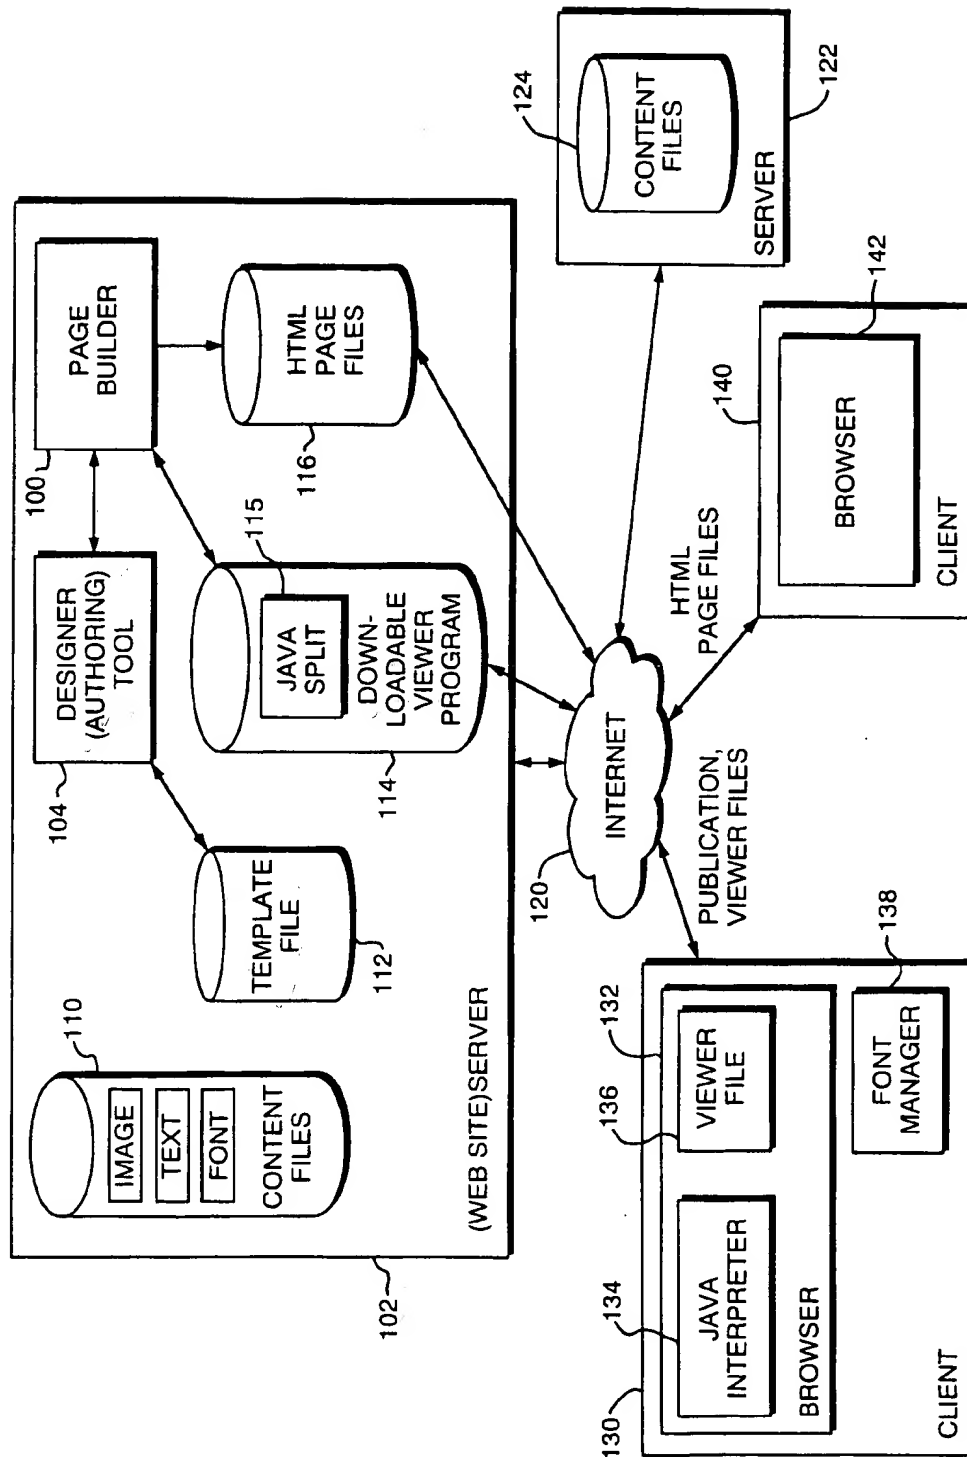 110
IMAGE
TEXT
FONT
CONTENT
FILES
TEMPLATE
FILE
112
104
DESIGNER
(AUTHORING)
TOOL
100
PAGE
BUILDER
115
JAVA
SPLIT
DOWN-
LOADABLE
VIEWER
PROGRAM
114
116
HTML
PAGE
FILES
(WEB SITE)SERVER
102
120
INTERNET
124
CONTENT
FILES
SERVER
122
PUBLICATION,
VIEWER FILES
HTML
PAGE FILES
130
134
JAVA
INTERPRETER
136
VIEWER
FILE
132
BROWSER
138
FONT
MANAGER
CLIENT
140
142
BROWSER
CLIENT